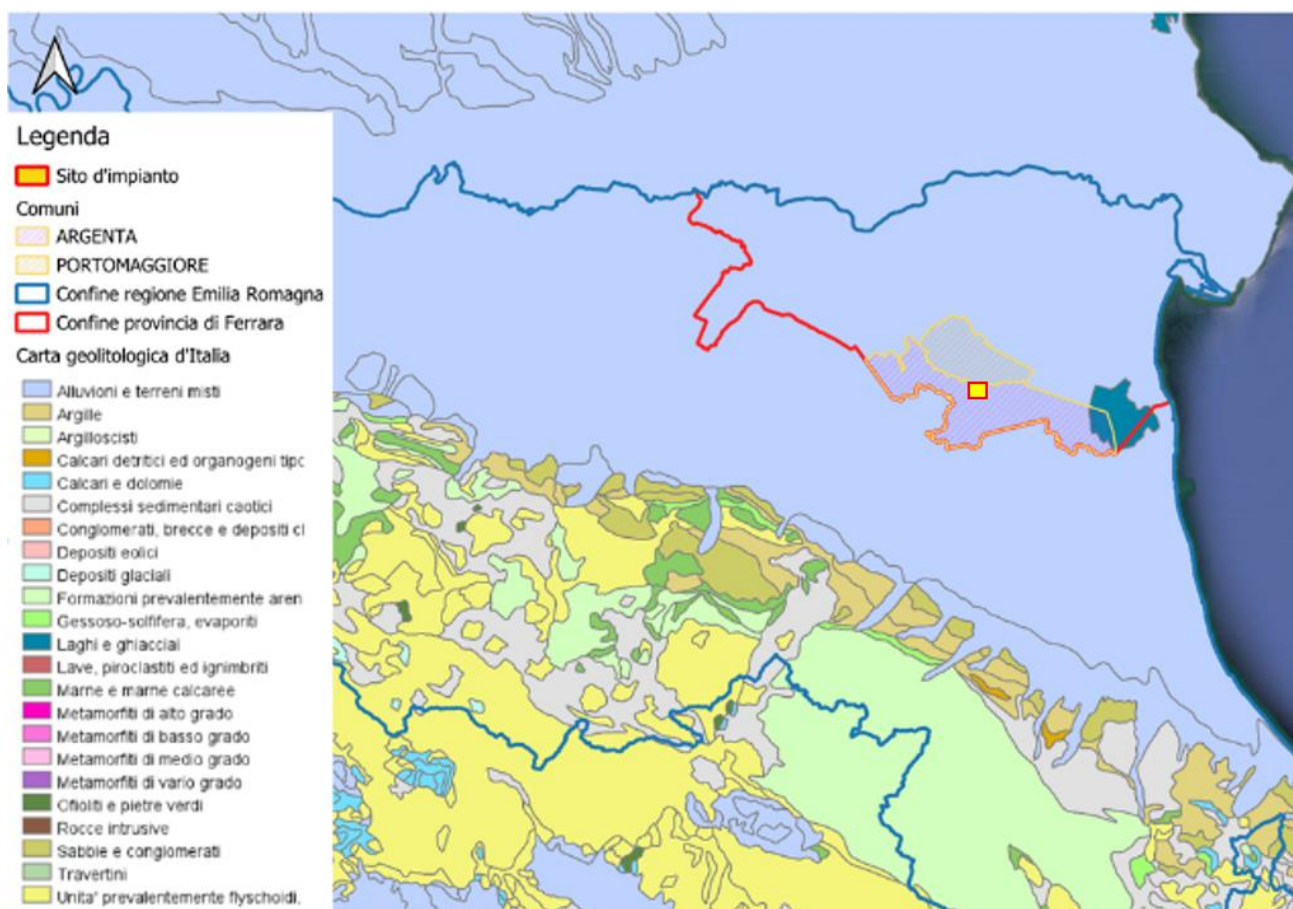 Legenda
Sito d'impianto
Comuni
ARGENTA
PORTOMAGGIORE
Confine regione Emilia Romagna
Confine provincia di Ferrara
Carta geolitologica d'Italia
Alluvioni e terreni misti
Argille
Argilloscisti
Calcari detritici ed organogeni tipc
Calcari e dolomie
Complessi sedimentari caotici
Conglomerati, brecce e depositi cl
Depositi eolici
Depositi glaciali
Formazioni prevalentemente aren
Gessoso-solfifera, evaporiti
Laghi e ghiacciai
Lave, piroclastiti ed ignimbriti
Marne e marne calcaree
Metamorfiti di alto grado
Metamorfiti di basso grado
Metamorfiti di medio grado
Metamorfiti di vario grado
Ofioliti e pietre verdi
Rocce intrusive
Sabbie e conglomerati
Travertini
Unita' prevalentemente flyschoidi,